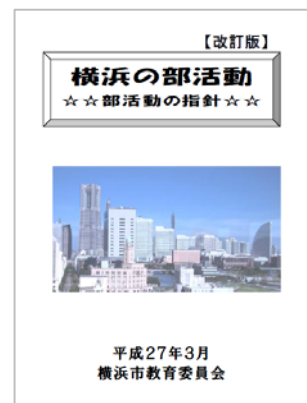 【改訂版】
横浜の部活動
☆☆部活動の指針☆☆
平成27年3月
横浜市教育委員会